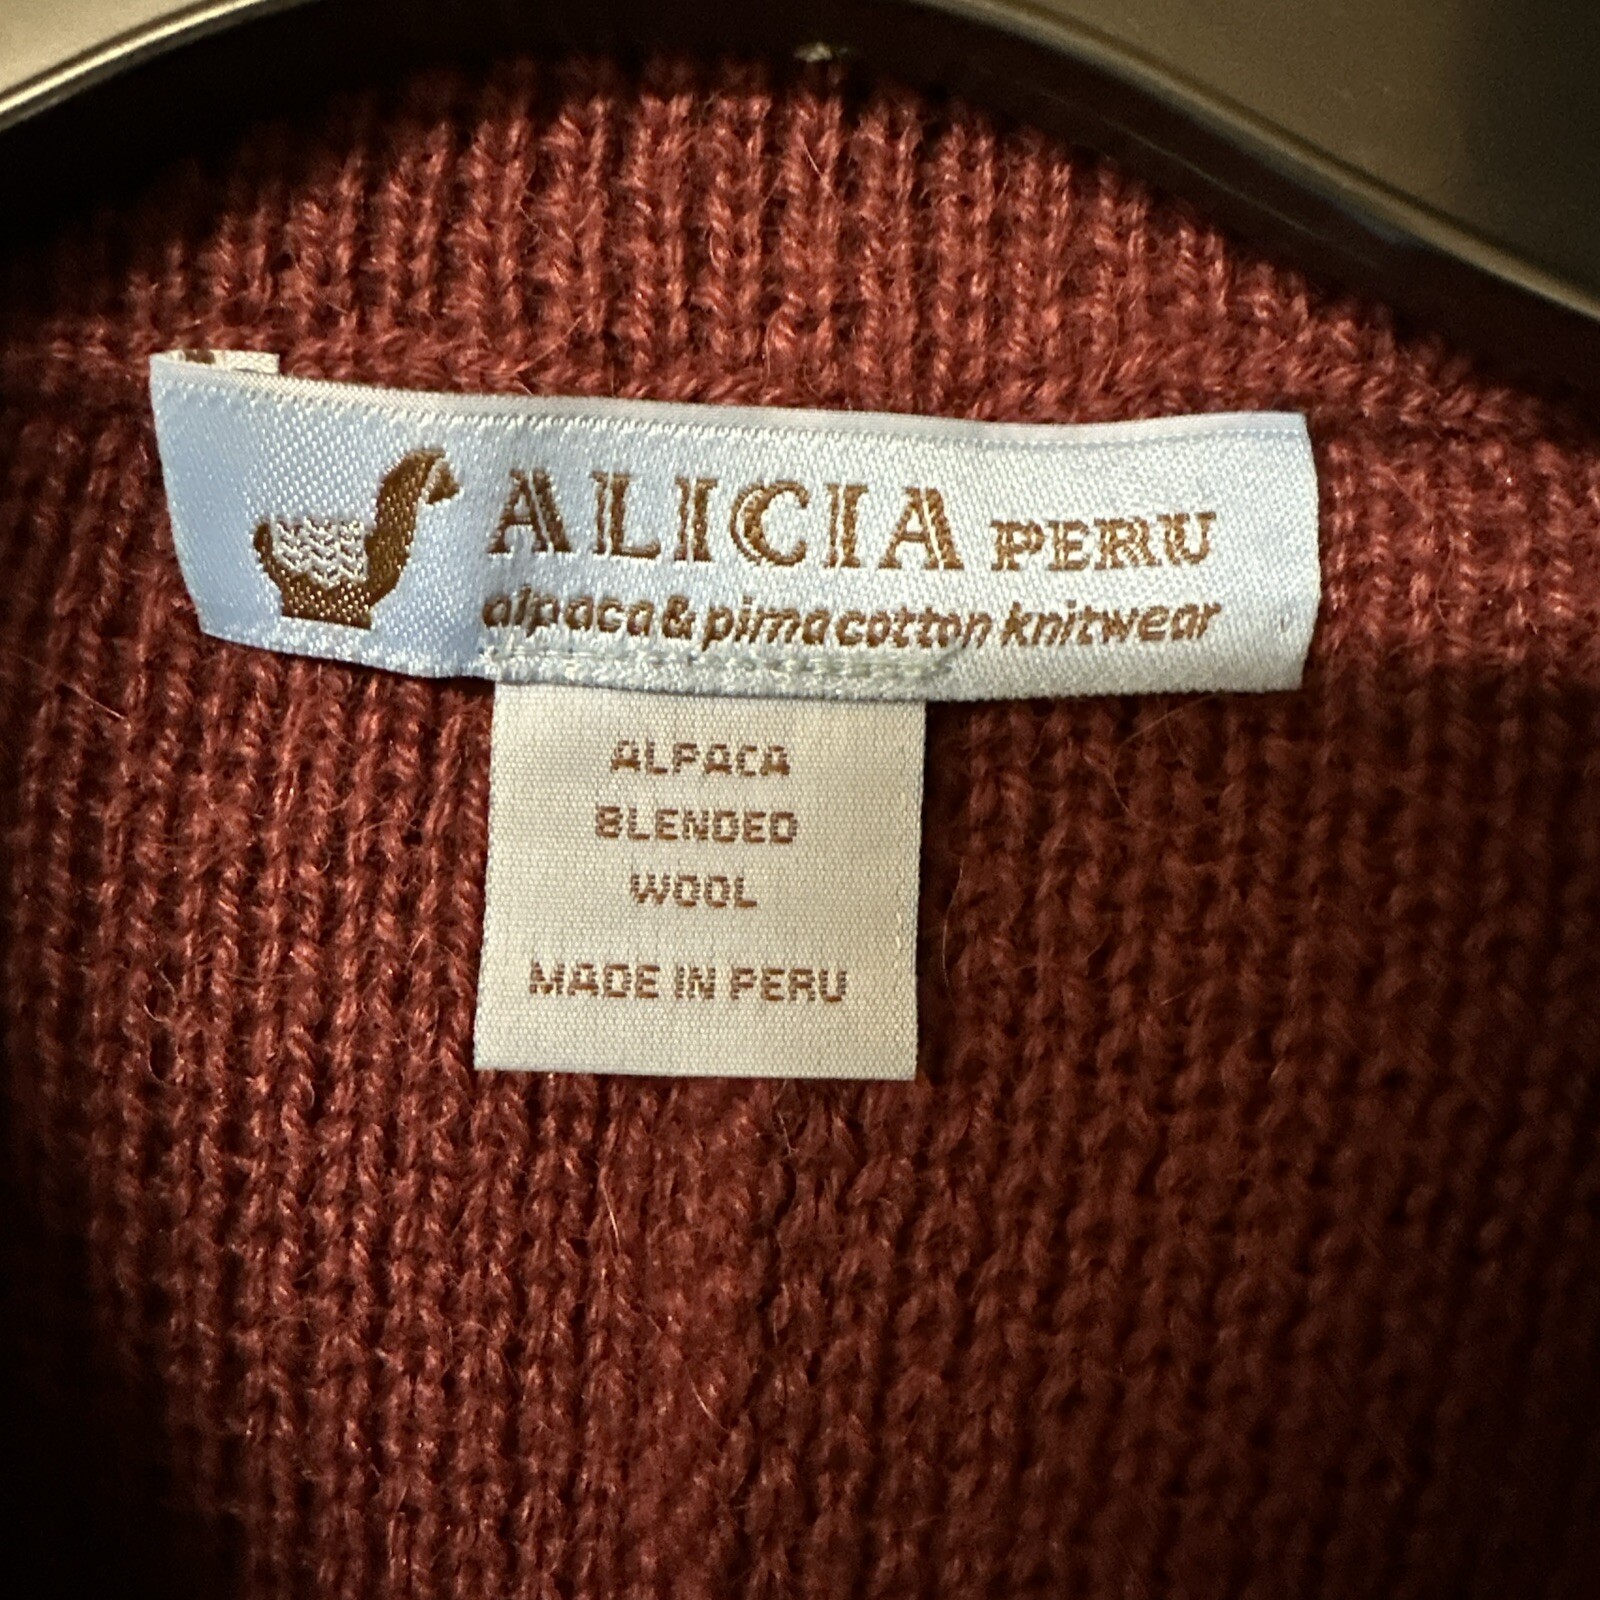 ALICIA PERU
alpaca & pima cotton knitwear
ALPACA
BLENDED
WOOL
MADE IN PERU